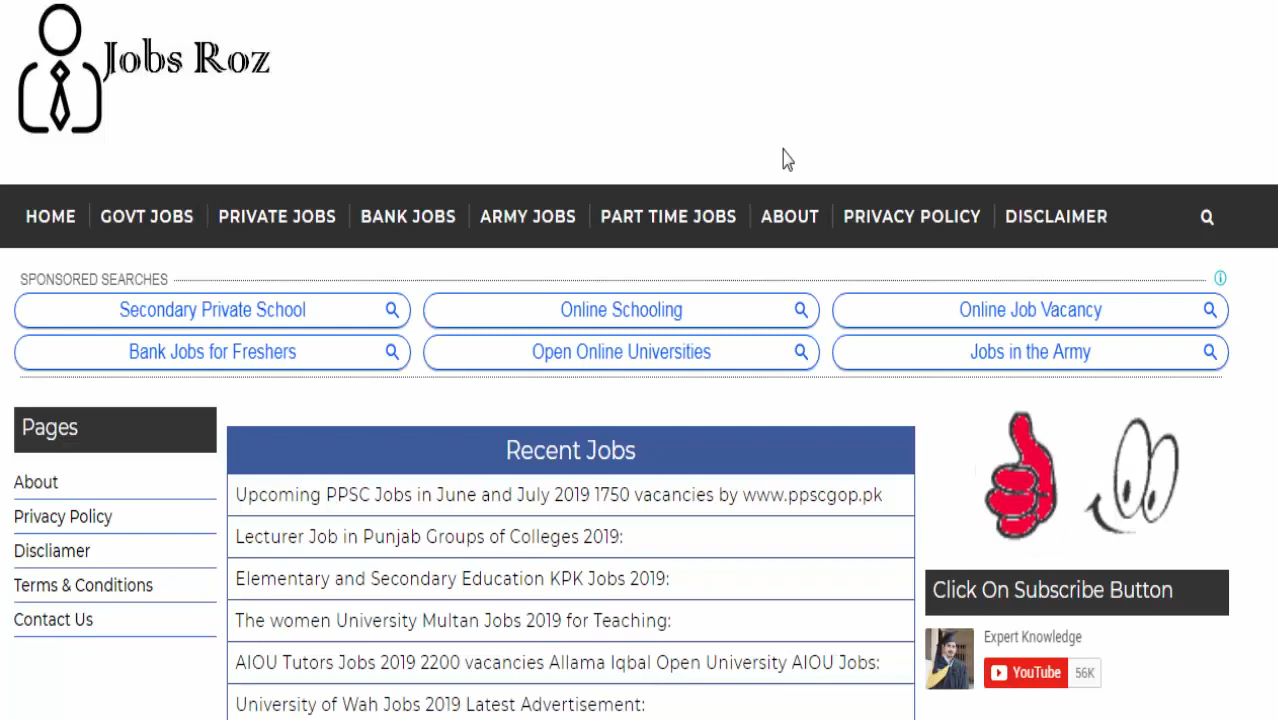 Jobs Roz
HOME GOVT JOBS PRIVATE JOBS BANK JOBS ARMY JOBS PART TIME JOBS ABOUT PRIVACY POLICY DISCLAIMER
SPONSORED SEARCHES
Secondary Private School
Online Schooling
Online Job Vacancy
Bank Jobs for Freshers
Open Online Universities
Jobs in the Army
Pages
About
Privacy Policy
Discliamer
Terms & Conditions
Contact Us
Recent Jobs
Upcoming PPSC Jobs in June and July 2019 1750 vacancies by www.ppscgop.pk
Lecturer Job in Punjab Groups of Colleges 2019:
Elementary and Secondary Education KPK Jobs 2019:
The women University Multan Jobs 2019 for Teaching:
AIOU Tutors Jobs 2019 2200 vacancies Allama Iqbal Open University AIOU Jobs:
University of Wah Jobs 2019 Latest Advertisement:
Click On Subscribe Button
Expert Knowledge
YouTube 56K